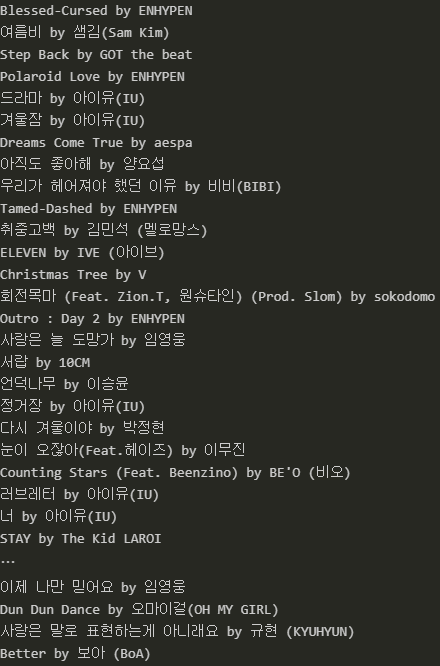 Blessed-Cursed by ENHYPEN
여름비 by 샘김(Sam Kim)
Step Back by GOT the beat
Polaroid Love by ENHYPEN
드라마 by 아이유(IU)
겨울잠 by 아이유(IU)
Dreams Come True by aespa
아직도 좋아해 by 양요섭
우리가 헤어져야 했던 이유 by 비비(BIBI)
Tamed-Dashed by ENHYPEN
취중고백 by 김민석 (멜로망스)
ELEVEN by IVE (아이브)
Christmas Tree by V
회전목마 (Feat. Zion.T, 원슈타인) (Prod. Slom) by sokodomo
Outro : Day 2 by ENHYPEN
사랑은 늘 도망가 by 임영웅
서랍 by 10CM
언덕나무 by 이승윤
정거장 by 아이유(IU)
다시 겨울이야 by 박정현
눈이 오잖아(Feat.헤이즈) by 이무진
Counting Stars (Feat. Beenzino) by BE'O (비오)
러브레터 by 아이유(IU)
너 by 아이유(IU)
STAY by The Kid LAROI
...
이제 나만 믿어요 by 임영웅
Dun Dun Dance by 오마이걸(OH MY GIRL)
사랑은 말로 표현하는게 아니래요 by 규현 (KYUHYUN)
Better by 보아 (BoA)